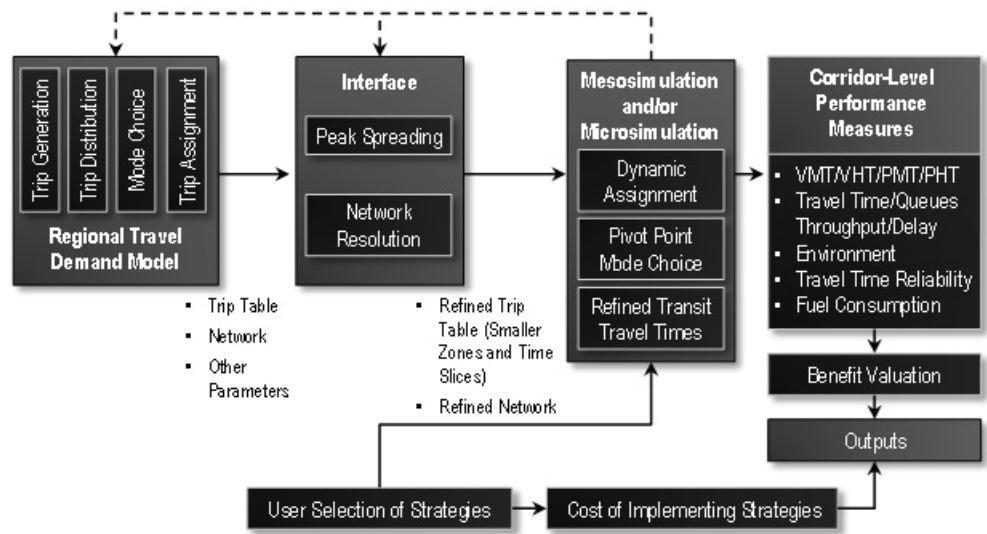 Trip Generation
Trip Distribution
Mode Choice
Trip Assignment
Regional Travel
Demand Model
Interface
Peak Spreading
Network
Resolution
Mesosimulation
and/or
Microsimulation
Dynamic
Assignment
Pivot Point
Mode Choice
Refined Transit
Travel Times
Corridor-Level
Performance
Measures
▪ VMT/VHT/PMT/PHT
▪ Travel Time/Queues
Throughput/Delay
▪ Environment
▪ Travel Time Reliability
▪ Fuel Consumption
▪ Trip Table
▪ Network
▪ Other
Parameters
▪ Refined Trip
Table (Smaller
Zones and Time
Slices)
▪ Refined Network
Benefit Valuation
Outputs
User Selection of Strategies
Cost of Implementing Strategies